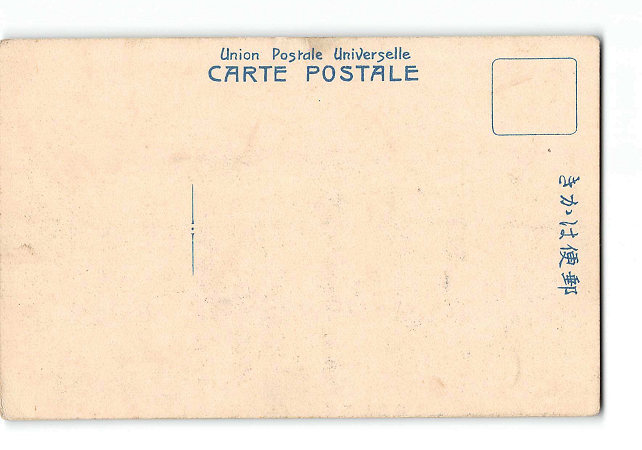 Union Postale Universelle
CARTE POSTALE
きかは便郵